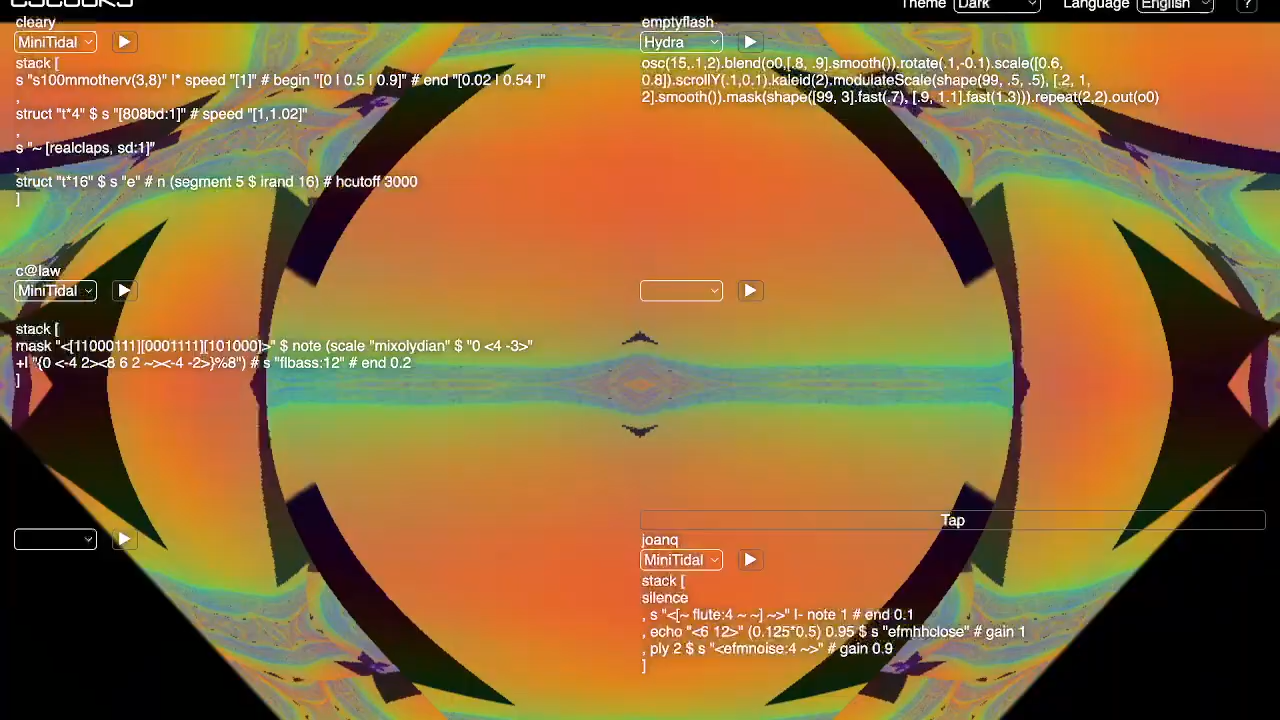 Theme Dark Language English ?
cleary
MiniTidal
stack [
s "s100mmotherv(3,8)" |* speed "[1]" # begin "[0 | 0.5 | 0.9]" # end "[0.02 | 0.54 ]"
,
struct "t*4" $ s "[808bd:1]" # speed "[1,1.02]"
,
s "~ [realclaps, sd:1]"
,
struct "t*16" $ s "e" # n (segment 5 $ irand 16) # hcutoff 3000
]
emptyflash
Hydra
osc(15,.1,2).blend(o0,[.8, .9].smooth()).rotate(.1,-0.1).scale([0.6,
0.8]).scrollY(.1,0.1).kaleid(2).modulateScale(shape(99, .5, .5), [.2, 1,
2].smooth()).mask(shape([99, 3].fast(.7), [.9, 1.1].fast(1.3))).repeat(2,2).out(o0)
c@law
MiniTidal
stack [
mask "<[11000111][0001111][101000]>" $ note (scale "mixolydian" $ "0 <4 -3>"
+| "{0 <-4 2><8 6 2 ~><-4 -2>}%8") # s "flbass:12" # end 0.2
]
Tap
joanq
MiniTidal
stack [
silence
, s "<[~ flute:4 ~ ~] ~>" |- note 1 # end 0.1
, echo "<6 12>" (0.125*0.5) 0.95 $ s "efmhhclose" # gain 1
, ply 2 $ s "<efmnoise:4 ~>" # gain 0.9
]